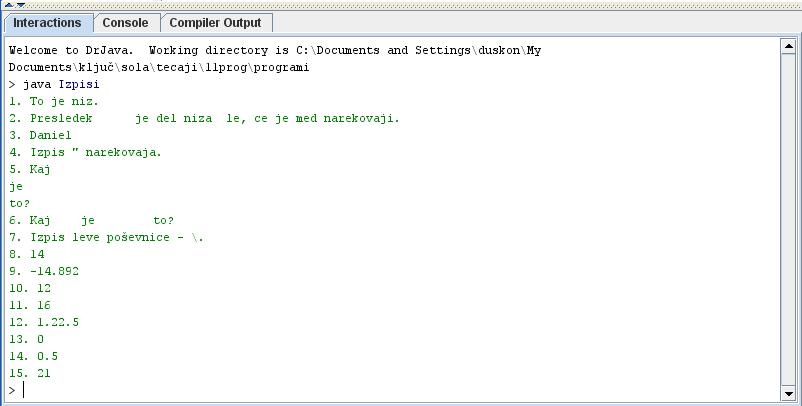 Interactions Console Compiler Output
Welcome to DrJava.  Working directory is C:\Documents and Settings\duskon\My
Documents\ključ\sola\tecaji\11prog\programi
> java Izpisi
1. To je niz.
2. Presledek      je del niza  le, ce je med narekovaji.
3. Daniel
4. Izpis " narekovaja.
5. Kaj
je
to?
6. Kaj    je        to?
7. Izpis leve poševnice - \.
8. 14
9. -14.892
10. 12
11. 16
12. 1.22.5
13. 0
14. 0.5
15. 21
>